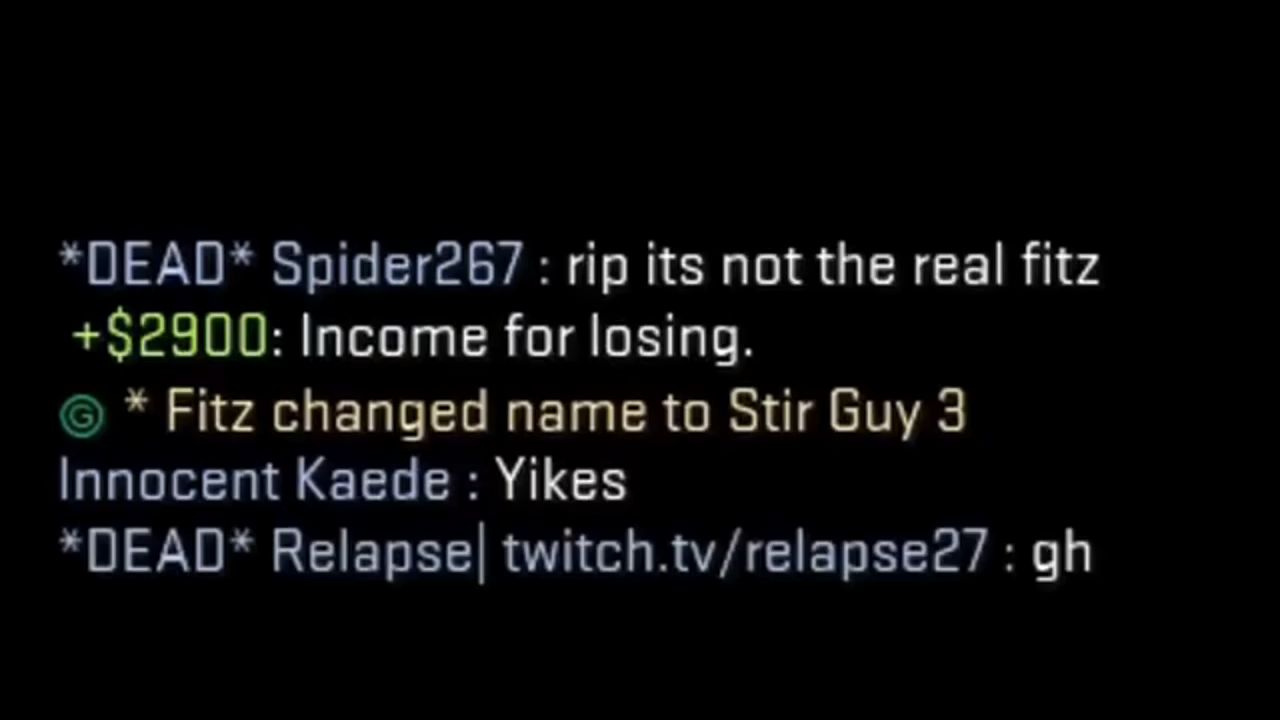 *DEAD* Spider267 : rip its not the real fitz
+$2900: Income for losing.
G * Fitz changed name to Stir Guy 3
Innocent Kaede : Yikes
*DEAD* Relapse| twitch.tv/relapse27 : gh